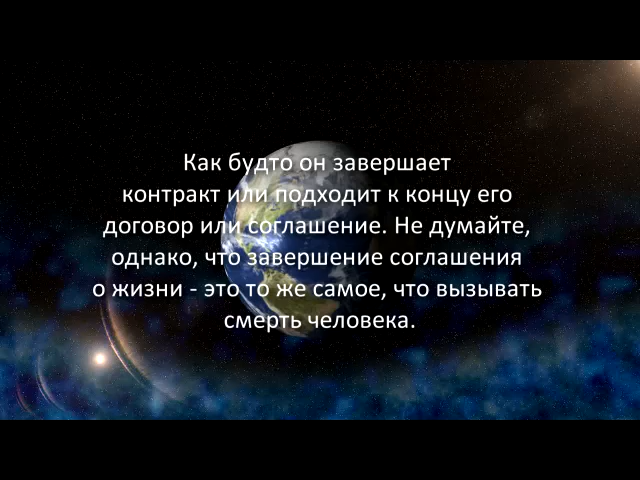 Как будто он завершает
контракт или подходит к концу его
договор или соглашение. Не думайте,
однако, что завершение соглашения
о жизни - это то же самое, что вызывать
смерть человека.